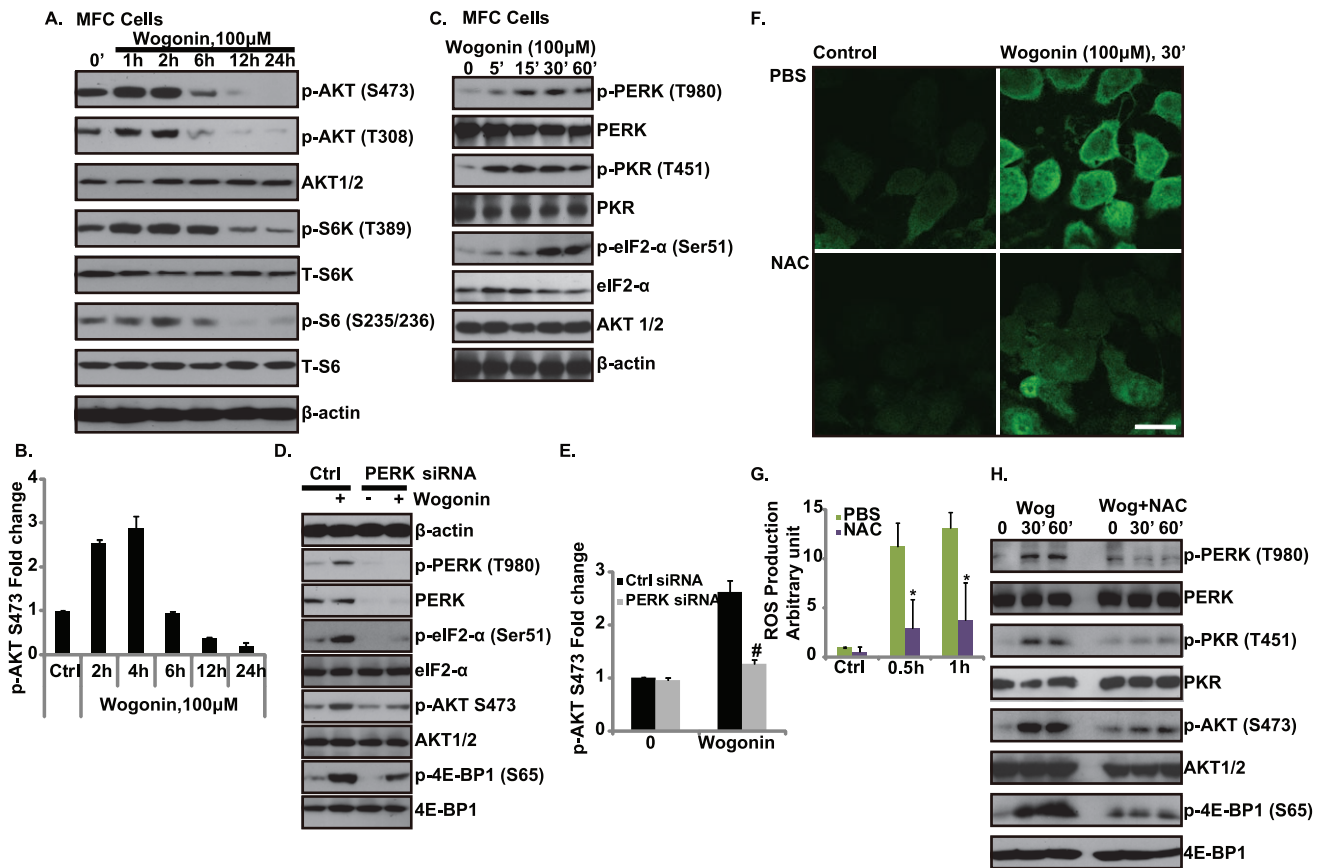 A. MFC Cells
Wogonin,100µM
0' 1h 2h 6h 12h 24h
p-AKT (S473)
p-AKT (T308)
AKT1/2
p-S6K (T389)
T-S6K
p-S6 (S235/236)
T-S6
β-actin
B.
p-AKT S473 Fold change
4
3
2
1
0
Ctrl 2h 4h 6h 12h 24h
Wogonin,100µM
C. MFC Cells
Wogonin (100µM)
0 5' 15' 30' 60'
p-PERK (T980)
PERK
p-PKR (T451)
PKR
p-eIF2-α (Ser51)
eIF2-α
AKT 1/2
β-actin
D.
Ctrl PERK siRNA
- + - + Wogonin
β-actin
p-PERK (T980)
PERK
p-eIF2-α (Ser51)
eIF2-α
p-AKT S473
AKT1/2
p-4E-BP1 (S65)
4E-BP1
E.
p-AKT S473 Fold change
3
2
1
0
Ctrl siRNA
PERK siRNA
#
0 Wogonin
F.
Control Wogonin (100µM), 30'
PBS
NAC
G.
ROS Production
Arbitrary unit
15
10
5
0
PBS
NAC
* *
Ctrl 0.5h 1h
H.
Wog Wog+NAC
0 30' 60' 0 30' 60'
p-PERK (T980)
PERK
p-PKR (T451)
PKR
p-AKT (S473)
AKT1/2
p-4E-BP1 (S65)
4E-BP1